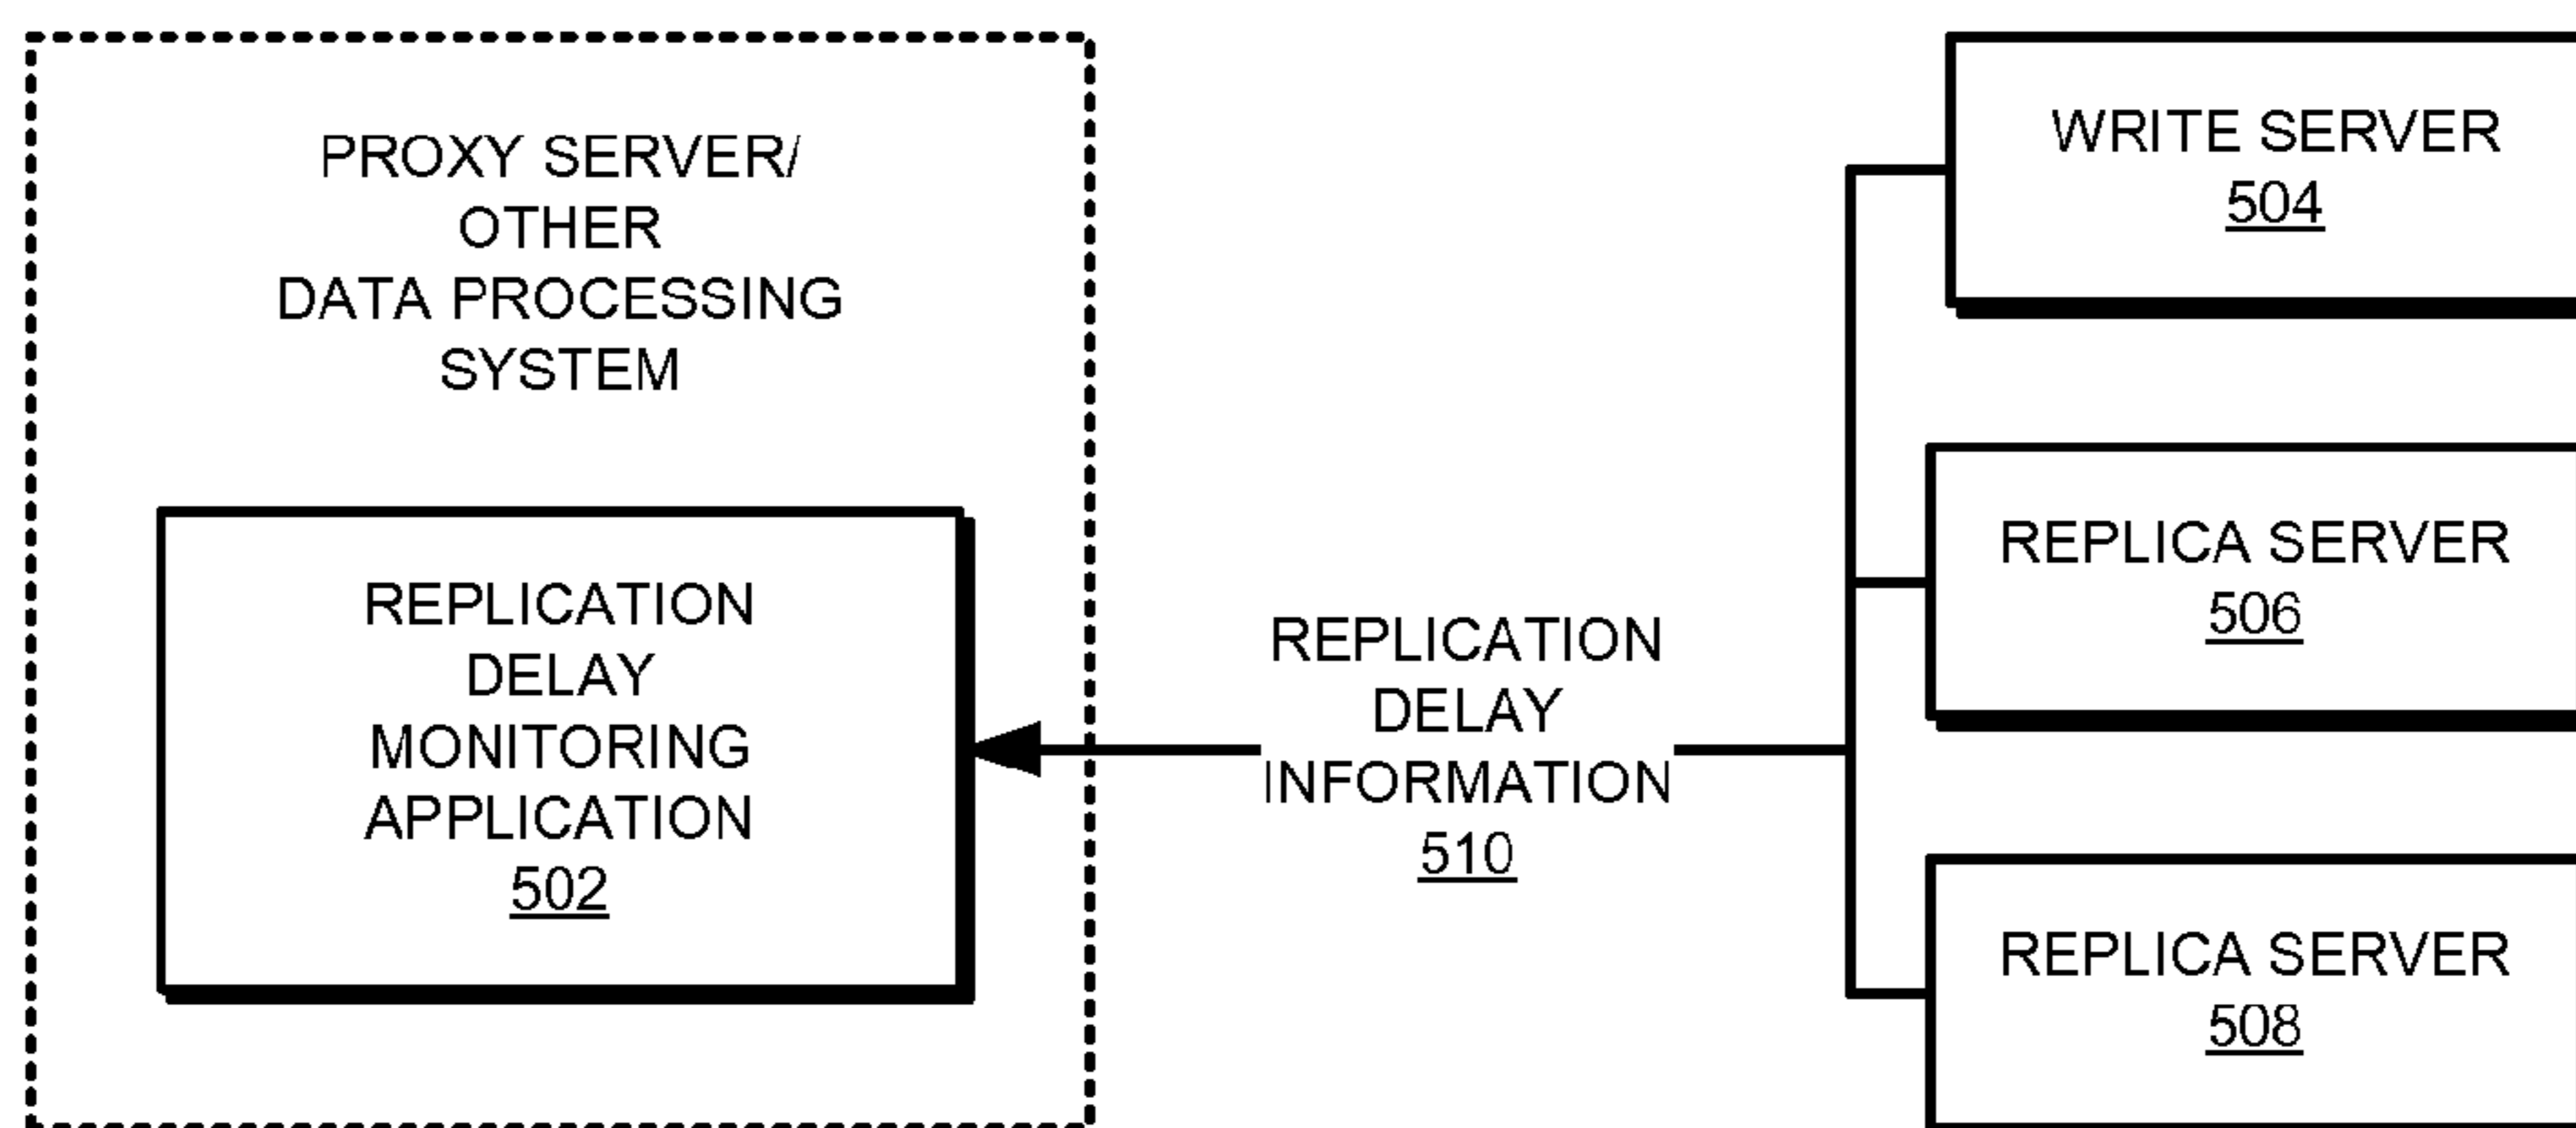 PROXY SERVER/
OTHER
DATA PROCESSING
SYSTEM
REPLICATION
DELAY
MONITORING
APPLICATION
502
REPLICATION
DELAY
INFORMATION
510
WRITE SERVER
504
REPLICA SERVER
506
REPLICA SERVER
508